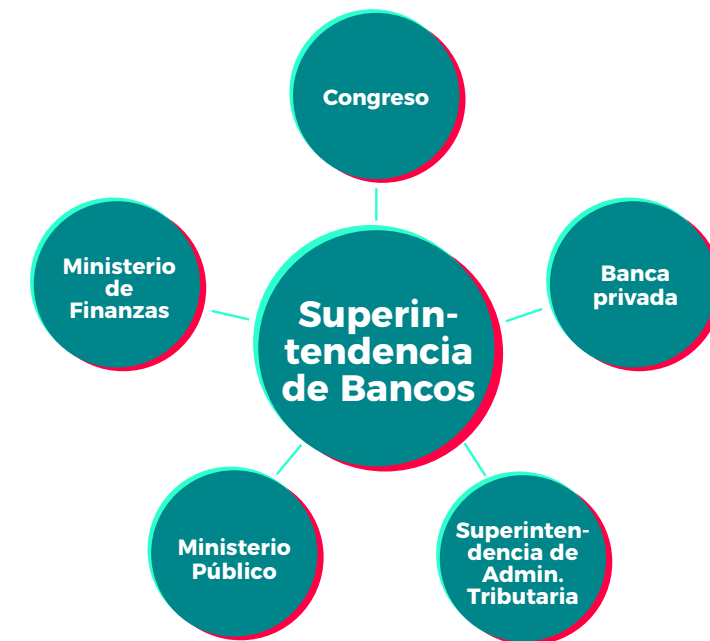 Congreso
Ministerio
de
Finanzas
Banca
privada
Superin-
tendencia
de Bancos
Ministerio
Público
Superinten-
dencia de
Admin.
Tributaria